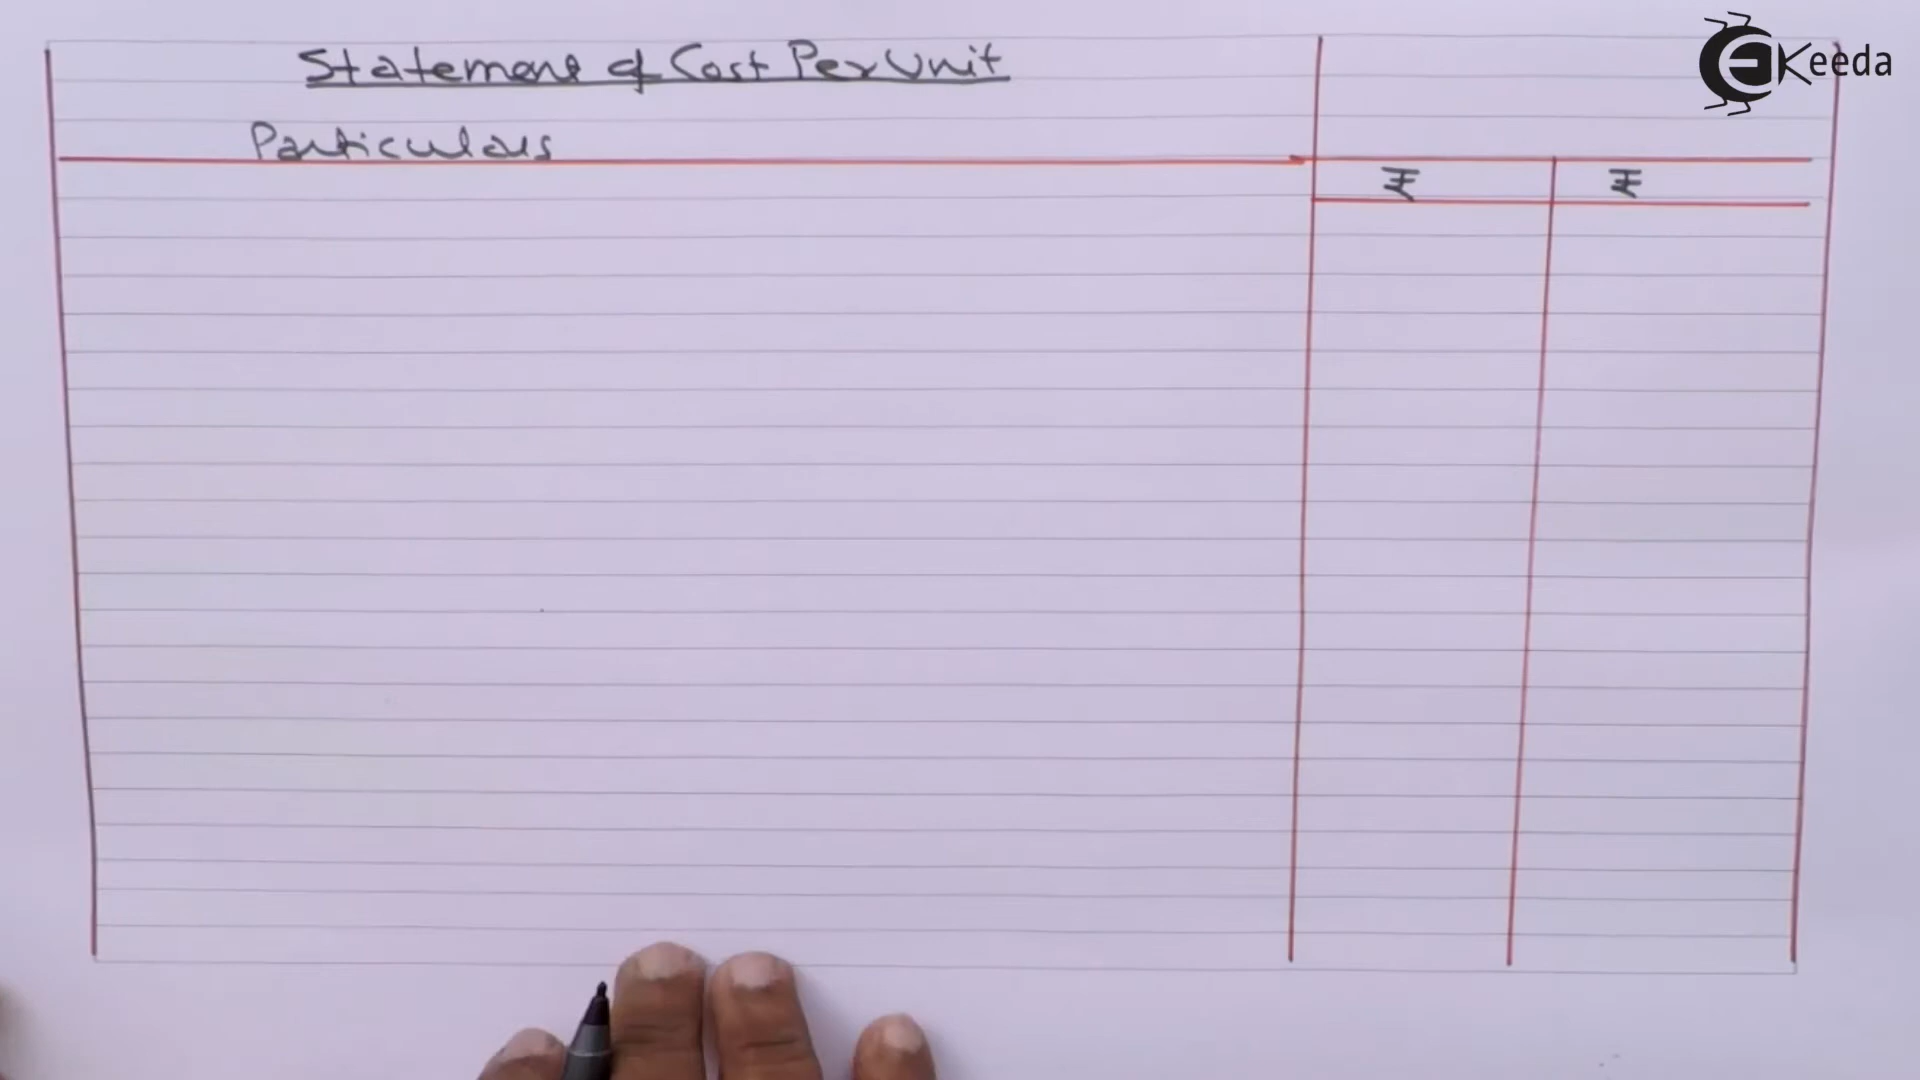 Statement of Cost Per Unit
Keeda
Particulars
₹ ₹